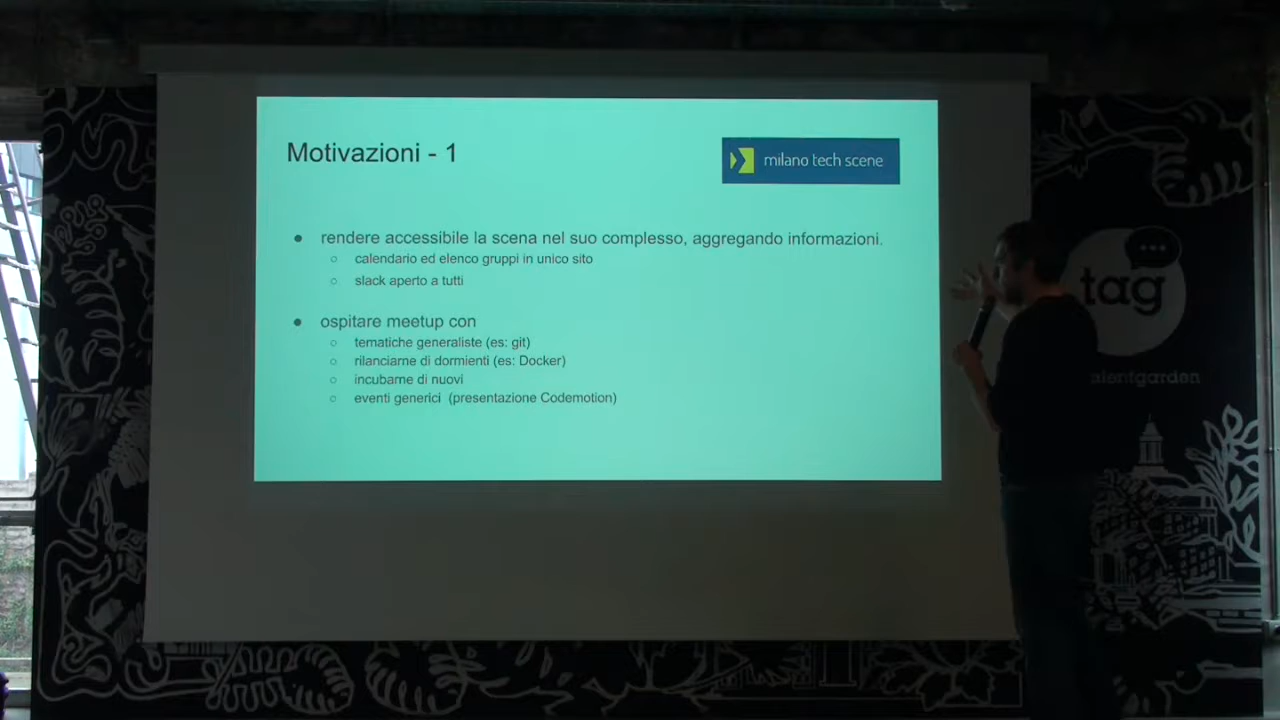 Motivazioni - 1
milano tech scene
● rendere accessibile la scena nel suo complesso, aggregando informazioni.
○ calendario ed elenco gruppi in unico sito
○ slack aperto a tutti
● ospitare meetup con
○ tematiche generaliste (es: git)
○ rilanciarne di dormienti (es: Docker)
○ incubarne di nuovi
○ eventi generici (presentazione Codemotion)
tag
alentgarden